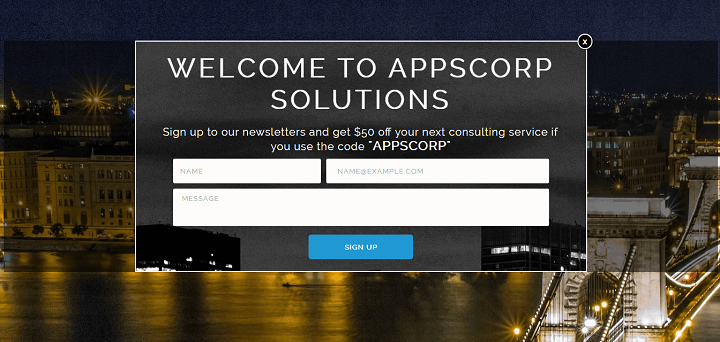 x
WELCOME TO APPSCORP
SOLUTIONS
Sign up to our newsletters and get $50 off your next consulting service if
you use the code "APPSCORP"
NAME
NAME@EXAMPLE.COM
MESSAGE
SIGN UP